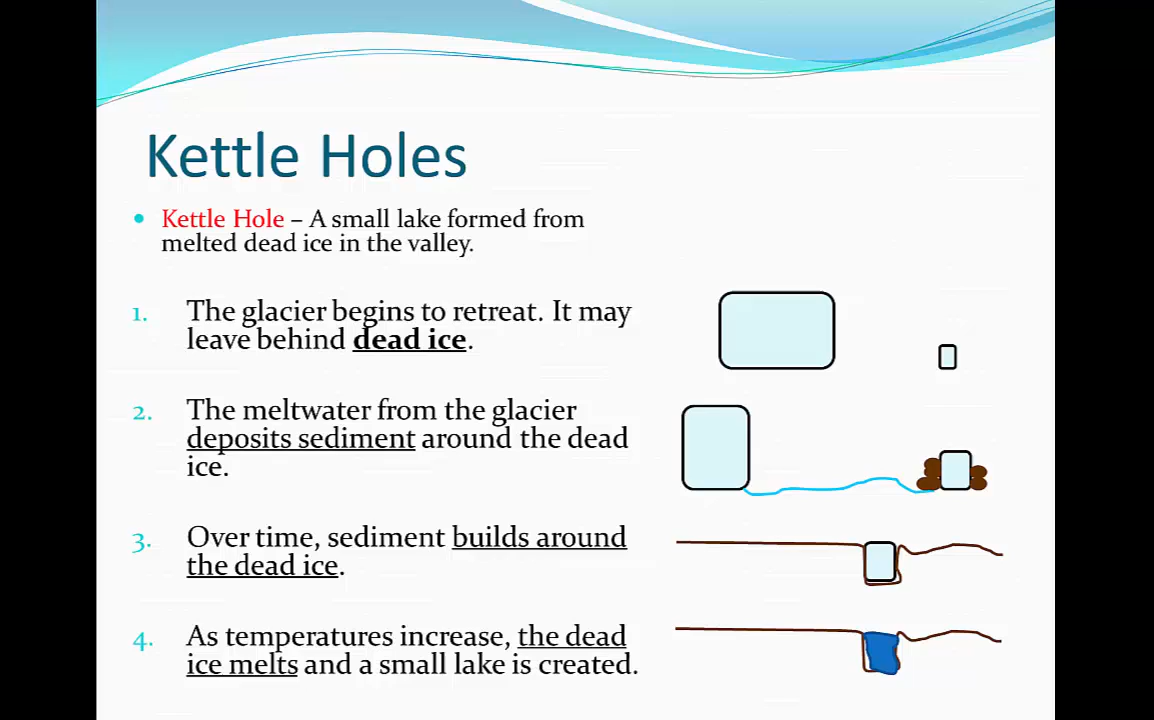 Kettle Holes
• Kettle Hole – A small lake formed from
melted dead ice in the valley.
1. The glacier begins to retreat. It may
leave behind dead ice.
2. The meltwater from the glacier
deposits sediment around the dead
ice.
3. Over time, sediment builds around
the dead ice.
4. As temperatures increase, the dead
ice melts and a small lake is created.